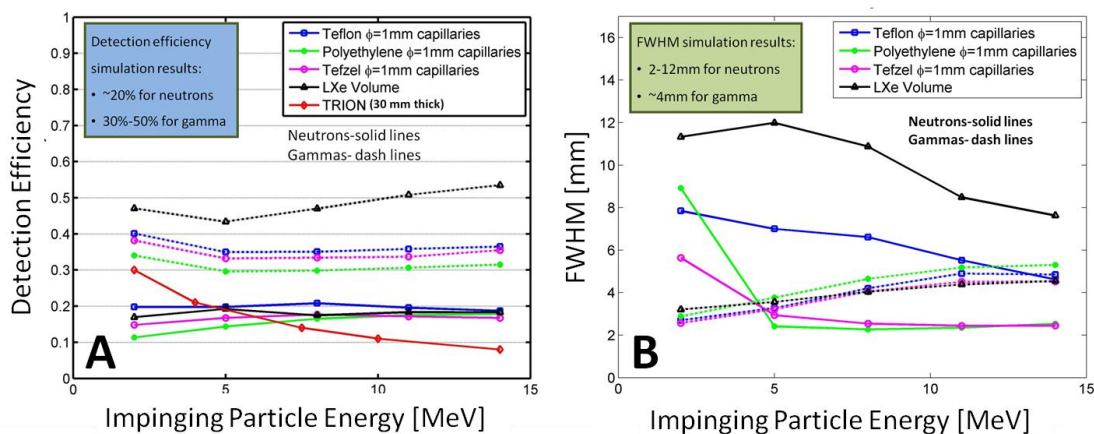 Detection efficiency
simulation results:
• ~20% for neutrons
• 30%-50% for gamma
Teflon ϕ=1mm capillaries
Polyethylene ϕ=1mm capillaries
Tefzel ϕ=1mm capillaries
LXe Volume
TRION (30 mm thick)
Neutrons-solid lines
Gammas- dash lines
Detection Efficiency
1
0.9
0.8
0.7
0.6
0.5
0.4
0.3
0.2
0.1
0
A
0
5
10
15
Impinging Particle Energy [MeV]
FWHM simulation results:
• 2-12mm for neutrons
• ~4mm for gamma
Teflon ϕ=1mm capillaries
Polyethylene ϕ=1mm capillaries
Tefzel ϕ=1mm capillaries
LXe Volume
Neutrons-solid lines
Gammas- dash lines
FWHM [mm]
16
14
12
10
8
6
4
2
0
B
0
5
10
15
Impinging Particle Energy [MeV]